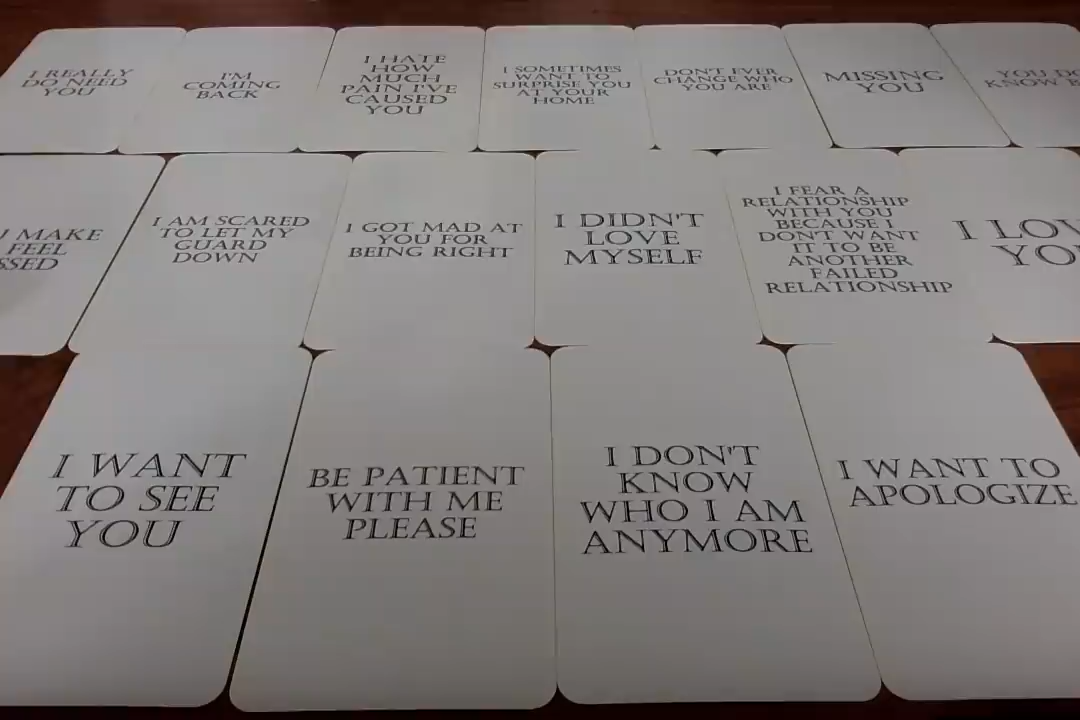 I REALLY
DO NEED
YOU
I'M
COMING
BACK
I HATE
HOW
MUCH
PAIN I'VE
CAUSED
YOU
I SOMETIMES
WANT TO
SURPRISE YOU
AT YOUR
HOME
DON'T EVER
CHANGE WHO
YOU ARE
MISSING
YOU
YOU
KNOW
MAKE
FEEL
I AM SCARED
TO LET MY
GUARD
DOWN
I GOT MAD AT
YOU FOR
BEING RIGHT
I DIDN'T
LOVE
MYSELF
I FEAR A
RELATIONSHIP
WITH YOU
BECAUSE I
DON'T WANT
IT TO BE
ANOTHER
FAILED
RELATIONSHIP
I
I WANT
TO SEE
YOU
BE PATIENT
WITH ME
PLEASE
I DON'T
KNOW
WHO I AM
ANYMORE
I WANT TO
APOLOGIZE